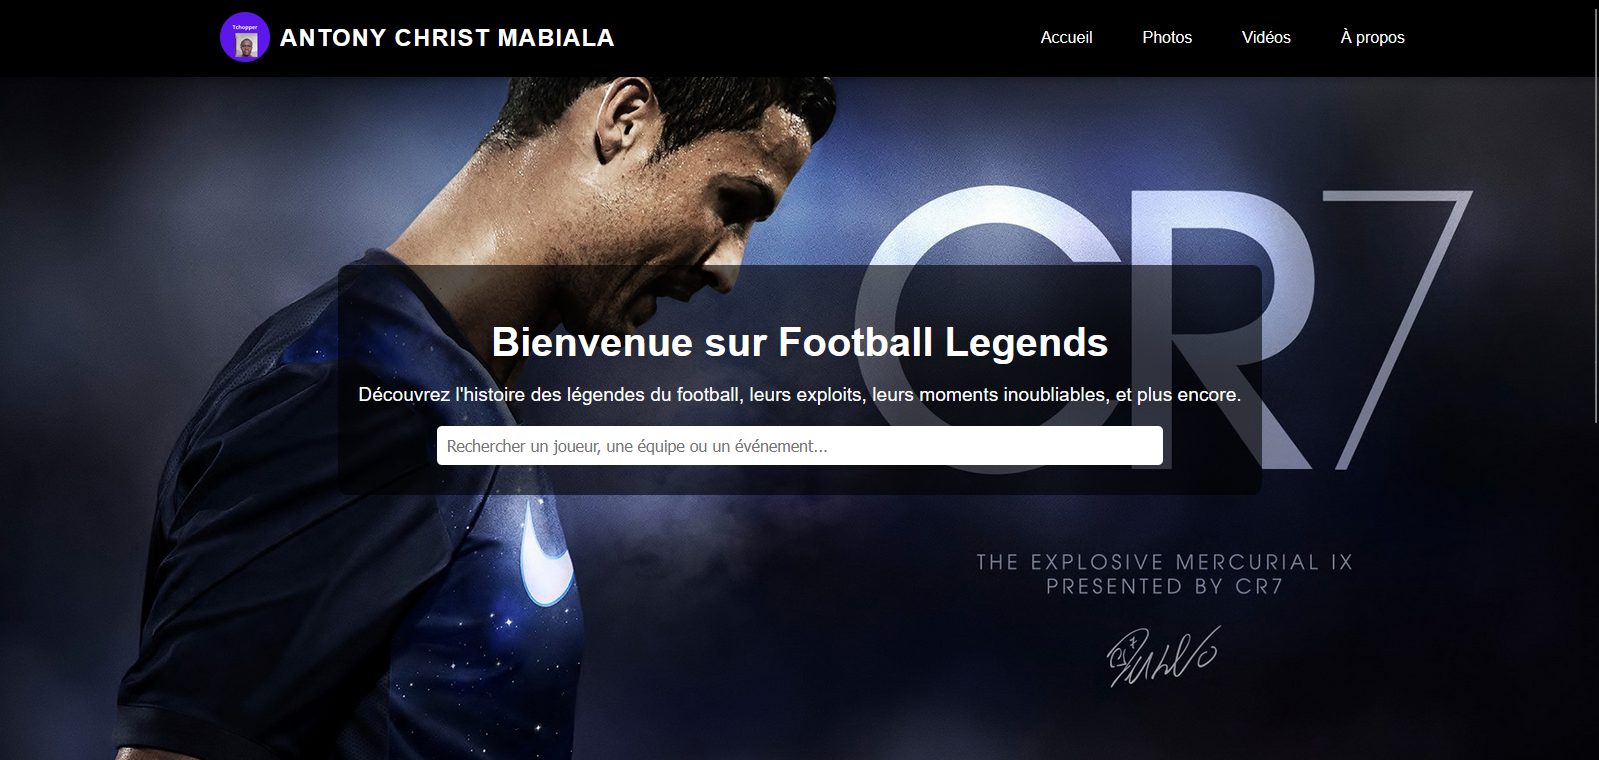 Tchopper
ANTONY CHRIST MABIALA
Accueil
Photos
Vidéos
À propos
CR7
Bienvenue sur Football Legends
Découvrez l'histoire des légendes du football, leurs exploits, leurs moments inoubliables, et plus encore.
Rechercher un joueur, une équipe ou un événement...
THE EXPLOSIVE MERCURIAL IX
PRESENTED BY CR7